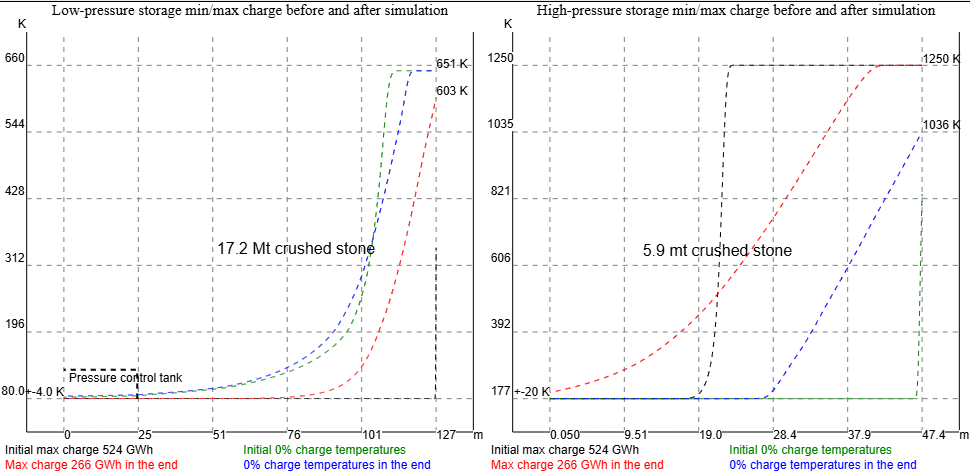 Low-pressure storage min/max charge before and after simulation
K
660
544
428
312
196
80.0+-4.0 K
651 K
603 K
17.2 Mt crushed stone
Pressure control tank
0 25 51 76 101 127 m
Initial max charge 524 GWh Initial 0% charge temperatures
Max charge 266 GWh in the end 0% charge temperatures in the end
High-pressure storage min/max charge before and after simulation
K
1250
1035
821
606
392
177+-20 K
1250 K
1036 K
5.9 mt crushed stone
0.050 9.51 19.0 28.4 37.9 47.4 m
Initial max charge 524 GWh Initial 0% charge temperatures
Max charge 266 GWh in the end 0% charge temperatures in the end